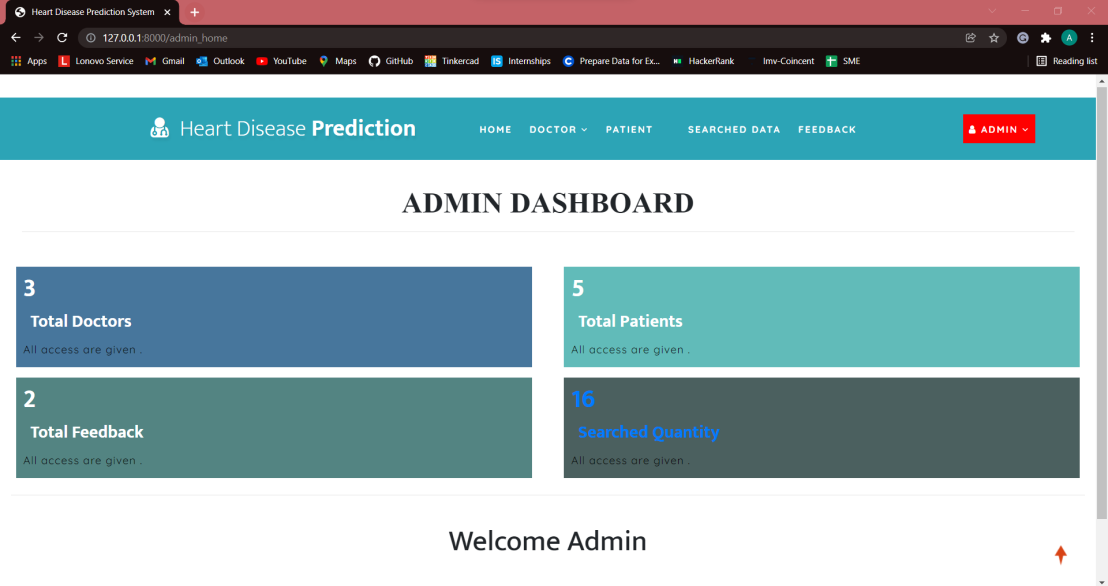 Heart Disease Prediction System
127.0.0.1:8000/admin_home
Apps Lonovo Service Gmail Outlook YouTube Maps GitHub Tinkercad Internships Prepare Data for Ex... HackerRank Imv-Coincent SME Reading list
Heart Disease Prediction HOME DOCTOR PATIENT SEARCHED DATA FEEDBACK ADMIN
ADMIN DASHBOARD
3
Total Doctors
All access are given .
5
Total Patients
All access are given .
2
Total Feedback
All access are given .
16
Searched Quantity
All access are given .
Welcome Admin